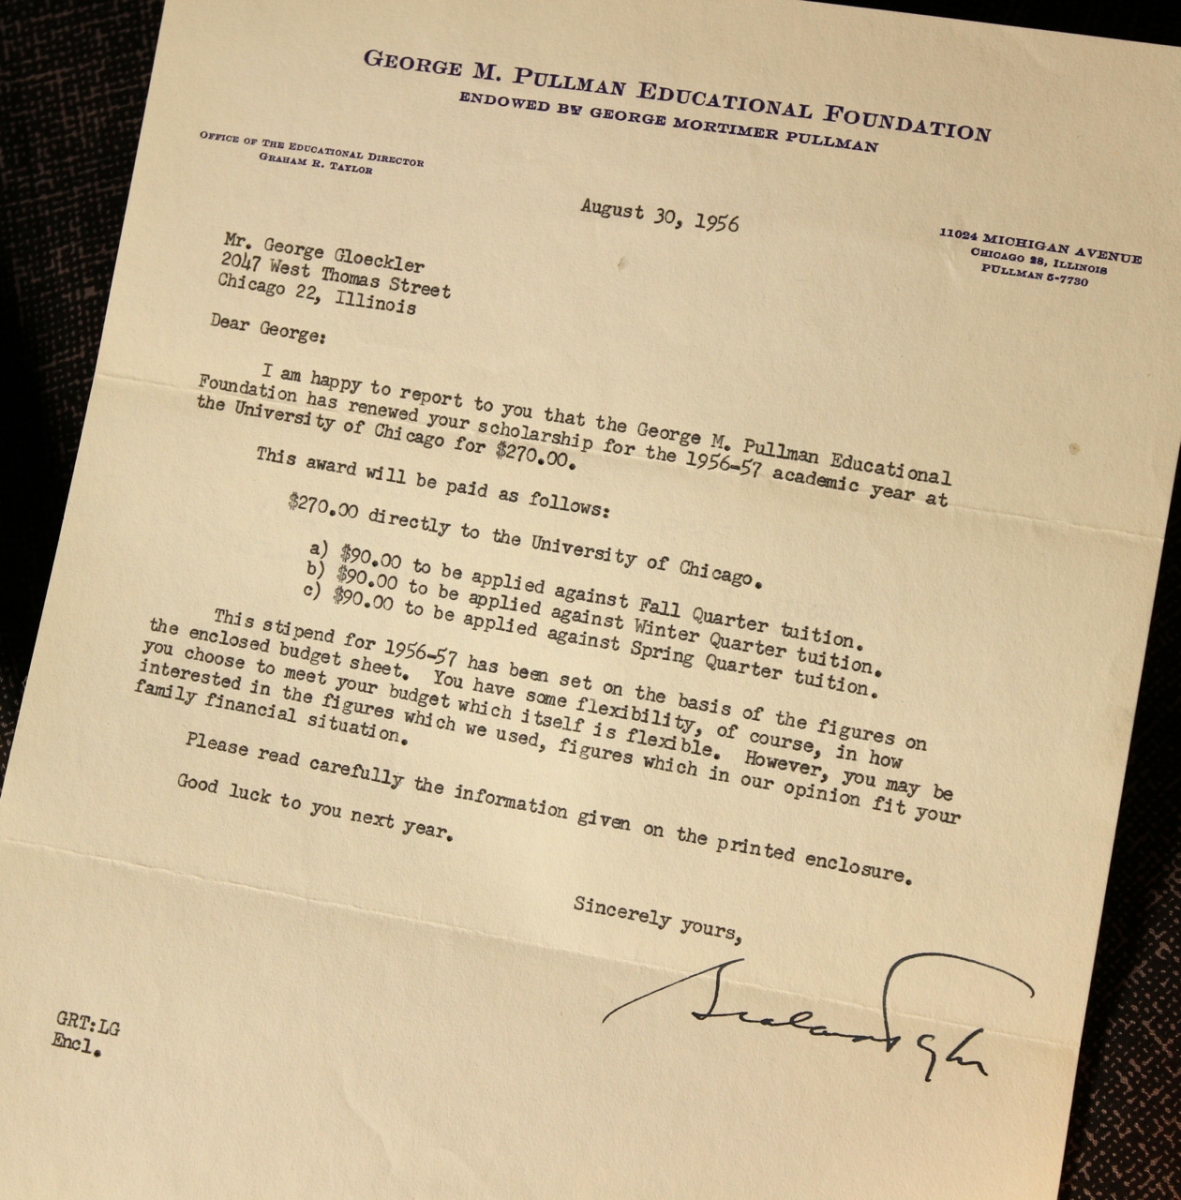 GEORGE M. PULLMAN EDUCATIONAL FOUNDATION
ENDOWED BY GEORGE MORTIMER PULLMAN
OFFICE OF THE EDUCATIONAL DIRECTOR
GRAHAM R. TAYLOR
August 30, 1956
11024 MICHIGAN AVENUE
CHICAGO 28, ILLINOIS
PULLMAN 5-7730
Mr. George Gloeckler
2047 West Thomas Street
Chicago 22, Illinois
Dear George:
I am happy to report to you that the George M. Pullman Educational
Foundation has renewed your scholarship for the 1956-57 academic year at
the University of Chicago for $270.00.
This award will be paid as follows:
$270.00 directly to the University of Chicago.
a) $90.00 to be applied against Fall Quarter tuition.
b) $90.00 to be applied against Winter Quarter tuition.
c) $90.00 to be applied against Spring Quarter tuition.
This stipend for 1956-57 has been set on the basis of the figures on
the enclosed budget sheet. You have some flexibility, of course, in how
you choose to meet your budget which itself is flexible. However, you may be
interested in the figures which we used, figures which in our opinion fit your
family financial situation.
Please read carefully the information given on the printed enclosure.
Good luck to you next year.
Sincerely yours,
Graham Taylor
GRT:LG
Encl.